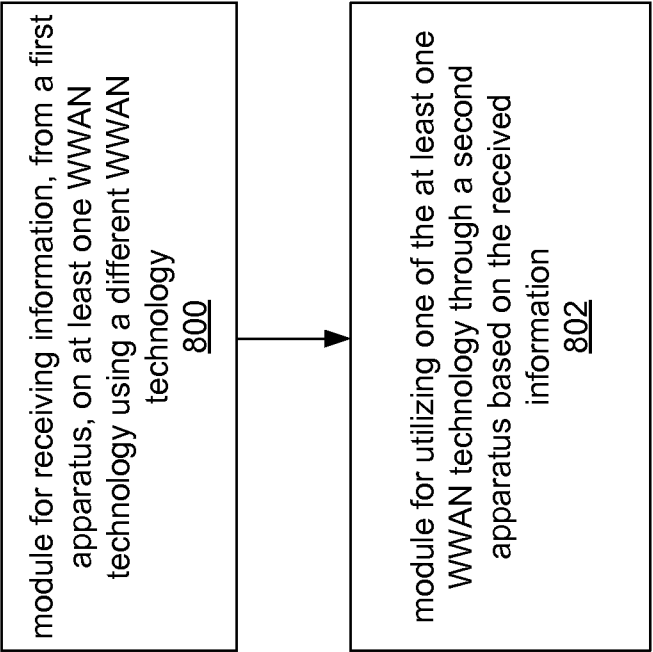 module for receiving information, from a first
apparatus, on at least one WWAN
technology using a different WWAN
technology
800
module for utilizing one of the at least one
WWAN technology through a second
apparatus based on the received
information
802